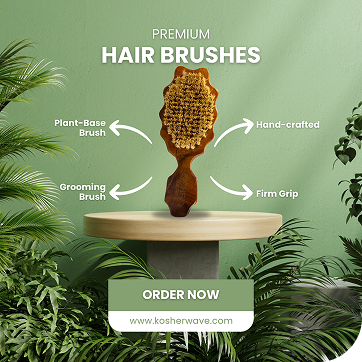 PREMIUM
HAIR BRUSHES
Plant-Base
Brush
Hand-crafted
Grooming
Brush
Firm Grip
ORDER NOW
www.kosherwave.com